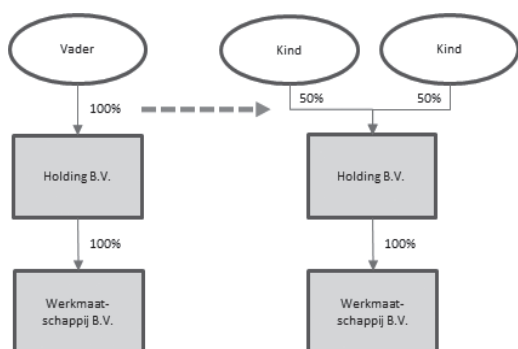 Vader
Kind
Kind
100%
50%
50%
Holding B.V.
Holding B.V.
100%
100%
Werkmaat-
schappij B.V.
Werkmaat-
schappij B.V.